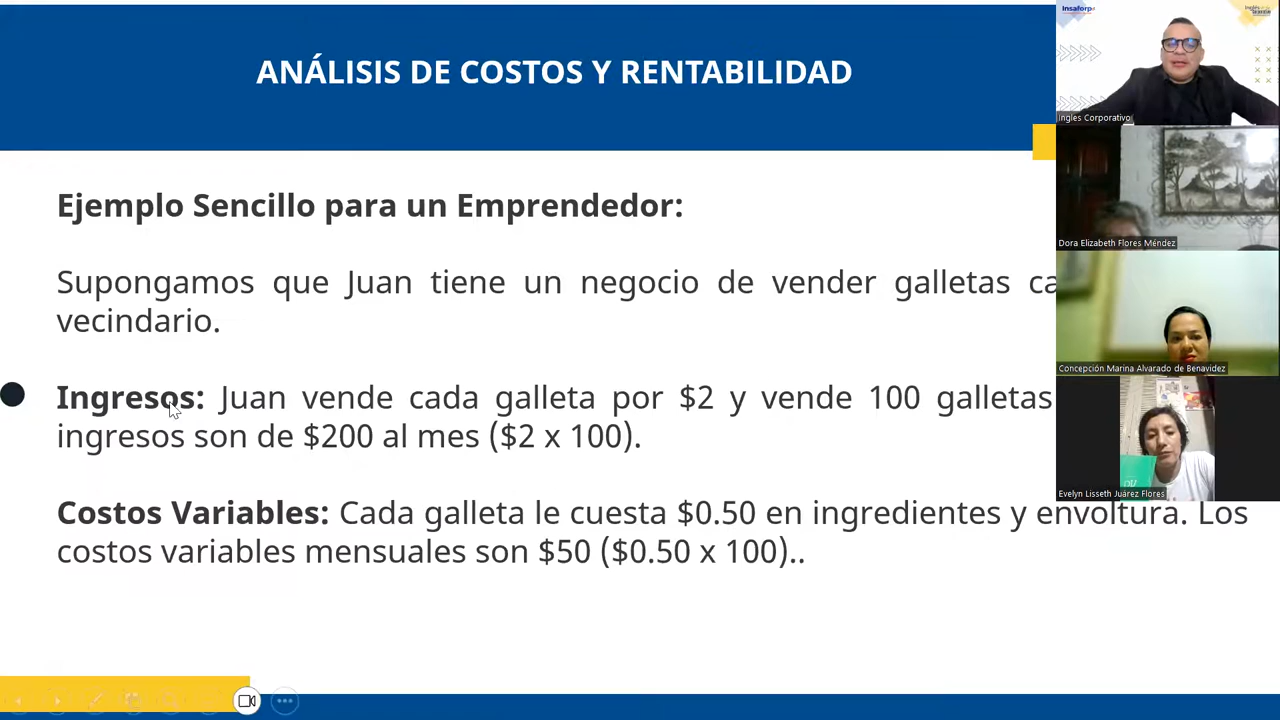 ANÁLISIS DE COSTOS Y RENTABILIDAD
Ejemplo Sencillo para un Emprendedor:
Supongamos que Juan tiene un negocio de vender galletas
vecindario.
Ingresos: Juan vende cada galleta por $2 y vende 100 galletas
ingresos son de $200 al mes ($2 x 100).
Costos Variables: Cada galleta le cuesta $0.50 en ingredientes y envoltura. Los
costos variables mensuales son $50 ($0.50 x 100)..
Insaforp
Ingles Corporativo
Dora Elizabeth Flores Méndez
Concepción Marina Alvarado de Benavidez
Evelyn Lisseth Juárez Flores